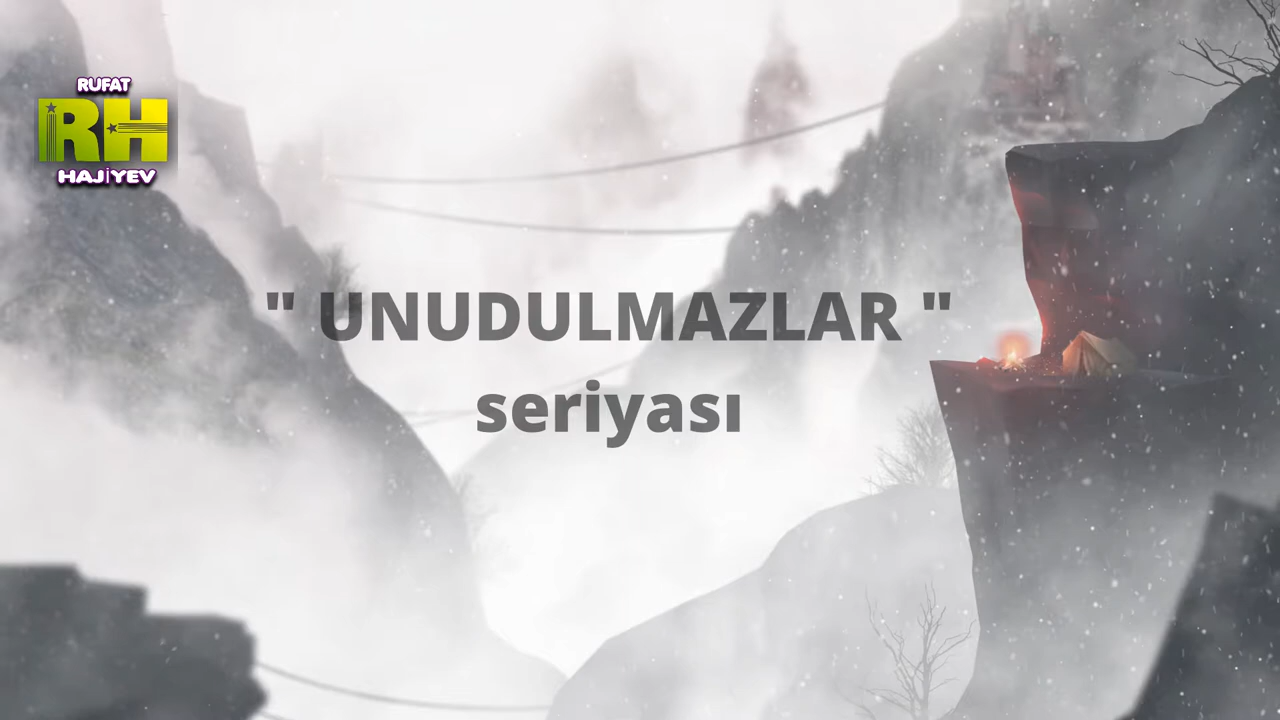 RUFAT
RH
HAJİYEV
" UNUDULMAZLAR "
seriyası